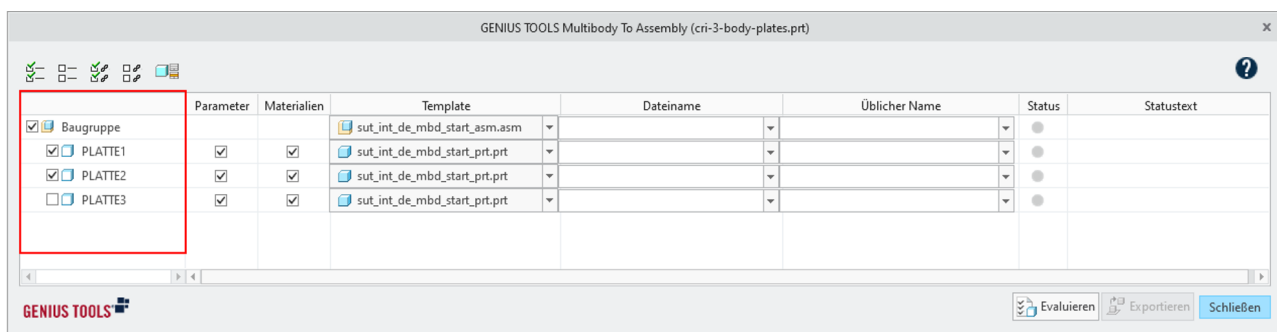 GENIUS TOOLS Multibody To Assembly (cri-3-body-plates.prt)
Parameter Materialien Template Dateiname Üblicher Name Status Statustext
Baugruppe sut_int_de_mbd_start_asm.asm
PLATTE1 sut_int_de_mbd_start_prt.prt
PLATTE2 sut_int_de_mbd_start_prt.prt
PLATTE3 sut_int_de_mbd_start_prt.prt
GENIUS TOOLS Evaluieren Exportieren Schließen